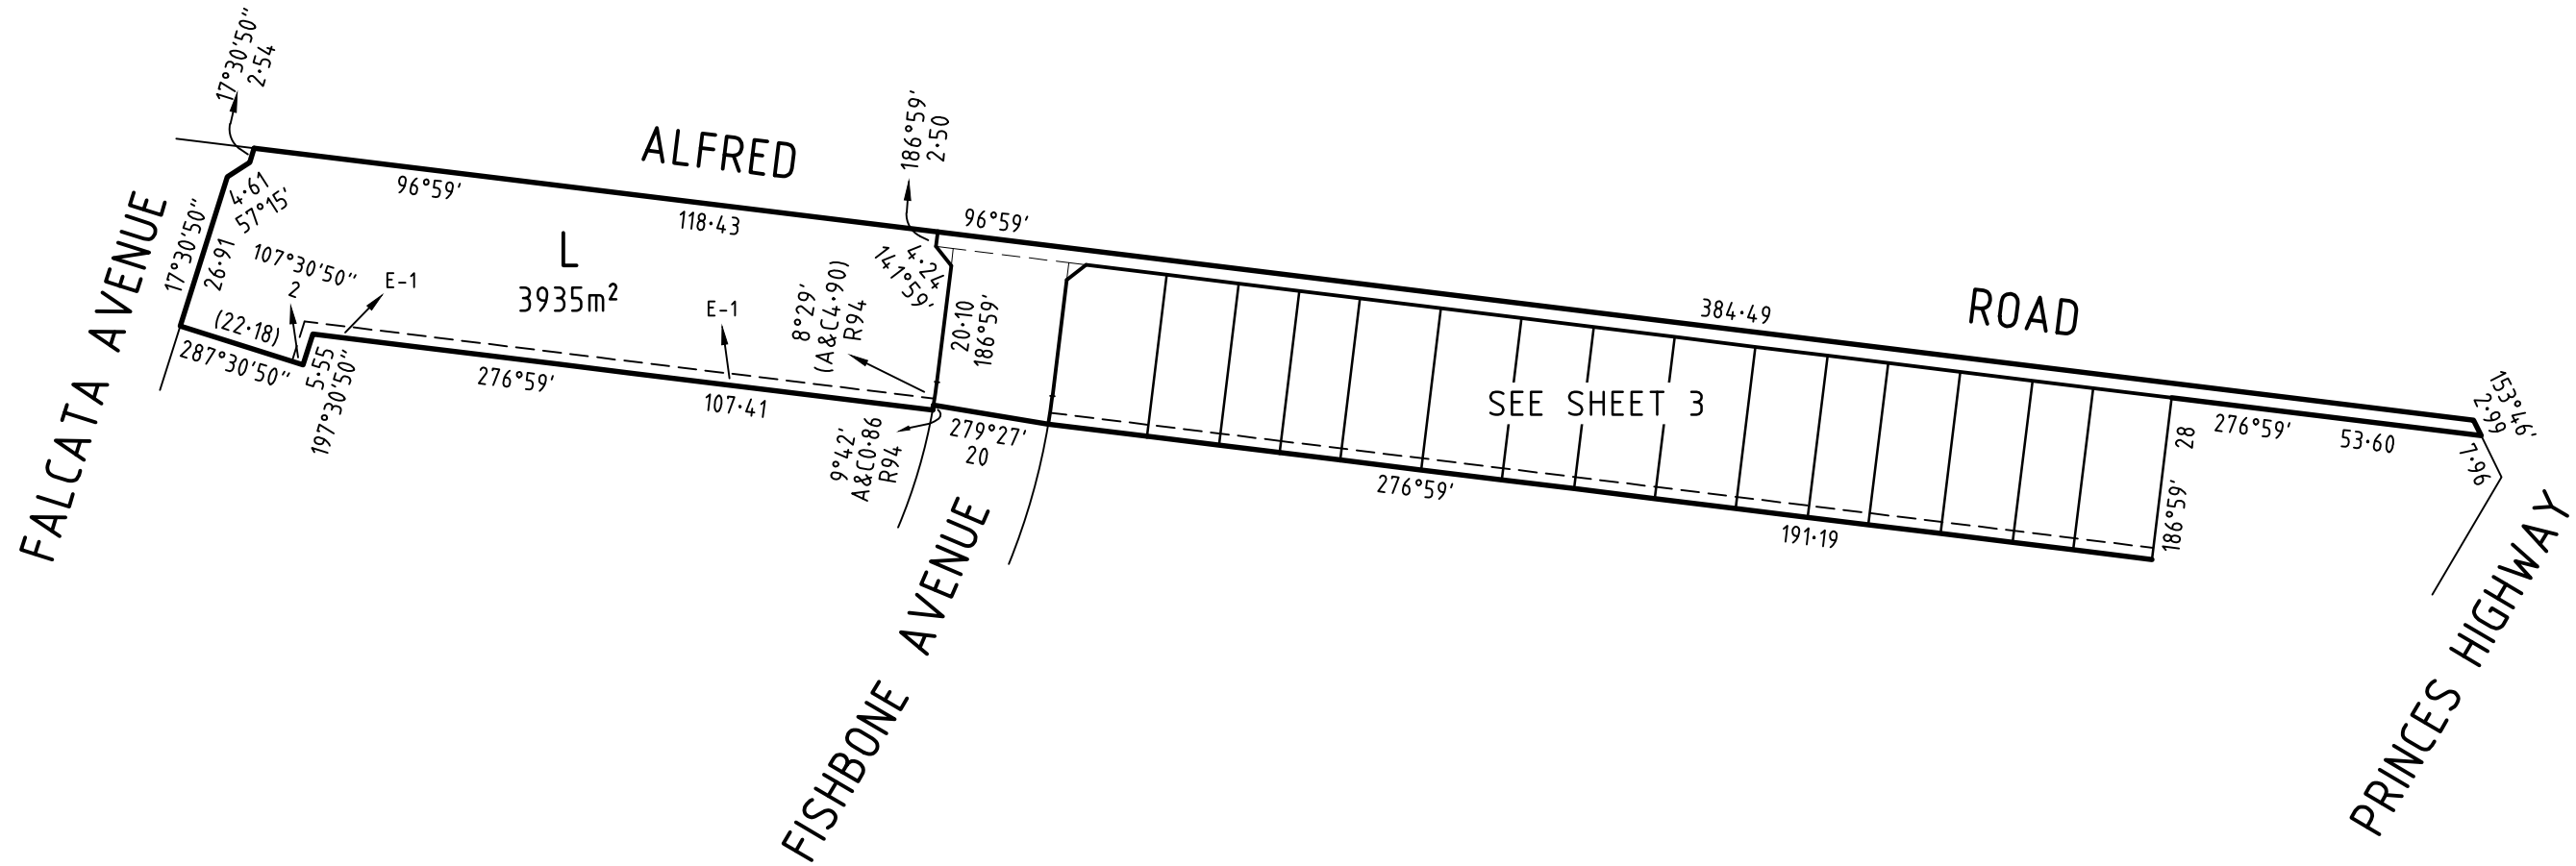 17°30'50"
2·54
ALFRED
186°59'
2·50
96°59'
118·43
96°59'
4·61
57°15'
17°30'50"
26·91
107°30'50"
2
E-1
L
3935m²
E-1
8°29'
(A&C4·90)
R94
4·24
141°59'
20·10
186°59'
384·49
ROAD
(22·18)
287°30'50"
5·55
197°30'50"
276°59'
107·41
9°42'
A&C0·86
R94
279°27'
20
SEE SHEET 3
276°59'
191·19
28
186°59'
276°59'
53·60
153°46'
2·99
7·96
FALCATA AVENUE
FISHBONE AVENUE
PRINCES HIGHWAY